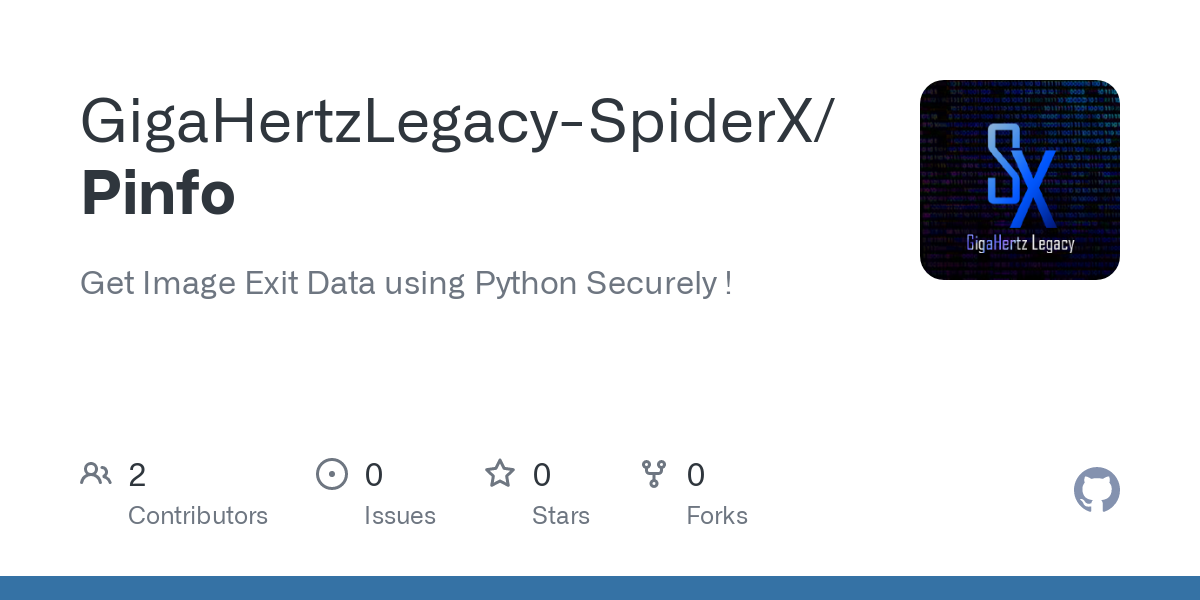 GigaHertzLegacy-SpiderX/
Pinfo
Get Image Exit Data using Python Securely !
SX
GigaHertz Legacy
2
Contributors
0
Issues
0
Stars
0
Forks